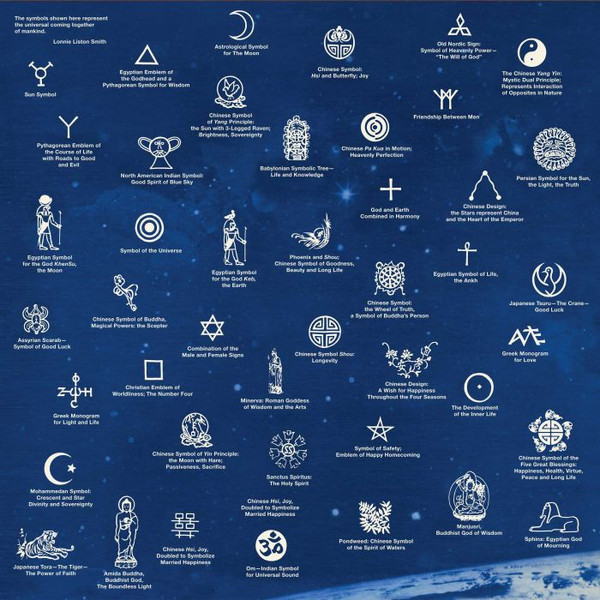 The symbols shown here represent
the universal coming together
of mankind.
Lonnie Liston Smith
Astrological Symbol
for The Moon
Old Nordic Sign:
Symbol of Heavenly Power—
"The Will of God"
Chinese Symbol:
Hsi and Butterfly; Joy
The Chinese Yang Yin:
Mystic Dual Principle;
Represents Interaction
of Opposites in Nature
Egyptian Emblem of
the Godhead and a
Pythagorean Symbol for Wisdom
Sun Symbol
Chinese Symbol
of Yang Principle:
the Sun with 3-Legged Raven;
Brightness, Sovereignty
Friendship Between Men
Pythagorean Emblem of
the Course of Life
with Roads to Good
and Evil
Chinese Pa Kua in Motion;
Heavenly Perfection
North American Indian Symbol:
Good Spirit of Blue Sky
Babylonian Symbolic Tree—
Life and Knowledge
Persian Symbol for the Sun,
the Light, the Truth
God and Earth
Combined in Harmony
Chinese Design:
the Stars represent China
and the Heart of the Emperor
Egyptian Symbol
for the God KhenSu,
the Moon
Symbol of the Universe
Egyptian Symbol
for the God Keb,
the Earth
Phoenix and Shou;
Chinese Symbol of Goodness,
Beauty and Long Life
Egyptian Symbol of Life,
the Ankh
Chinese Symbol:
the Wheel of Truth,
a Symbol of Buddha's Person
Japanese Tsuru—The Crane—
Good Luck
Chinese Symbol of Buddha,
Magical Powers: the Scepter
Assyrian Scarab—
Symbol of Good Luck
Combination of the
Male and Female Signs
Chinese Symbol Shou:
Longevity
Greek Monogram
for Love
Christian Emblem of
Worldliness; The Number Four
Chinese Design:
A Wish for Happiness
Throughout the Four Seasons
Minerva: Roman Goddess
of Wisdom and the Arts
The Development
of the Inner Life
Greek Monogram
for Light and Life
Chinese Symbol of Yin Principle:
the Moon with Hare;
Passiveness, Sacrifice
Symbol of Safety;
Emblem of Happy Homecoming
Chinese Symbol of the
Five Great Blessings:
Happiness, Health, Virtue,
Peace and Long Life
Sanctus Spiritus:
The Holy Spirit
Mohammedan Symbol:
Crescent and Star
Divinity and Sovereignty
Chinese Hsi, Joy,
Doubled to Symbolize
Married Happiness
Manjusri,
Buddhist God of Wisdom
Pondweed: Chinese Symbol
of the Spirit of Waters
Sphinx: Egyptian God
of Mourning
Chinese Hsi, Joy,
Doubled to Symbolize
Married Happiness
Japanese Tora—The Tiger—
The Power of Faith
Amida Buddha,
Buddhist God,
The Boundless Light
Om—Indian Symbol
for Universal Sound